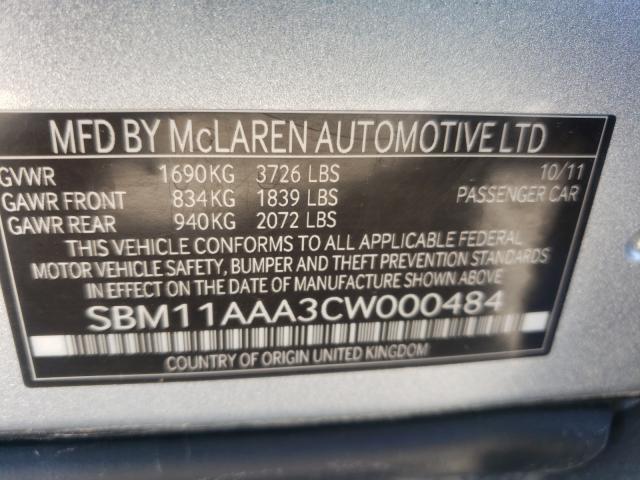 MFD BY McLAREN AUTOMOTIVE LTD
GVWR 1690KG 3726 LBS 10/11
GAWR FRONT 834KG 1839 LBS PASSENGER CAR
GAWR REAR 940KG 2072 LBS
THIS VEHICLE CONFORMS TO ALL APPLICABLE FEDERAL
MOTOR VEHICLE SAFETY, BUMPER AND THEFT PREVENTION STANDARDS
IN EFFECT ON THE DATE OF MANUFACTURE SHOWN ABOVE.
SBM11AAA3CW000484
COUNTRY OF ORIGIN UNITED KINGDOM